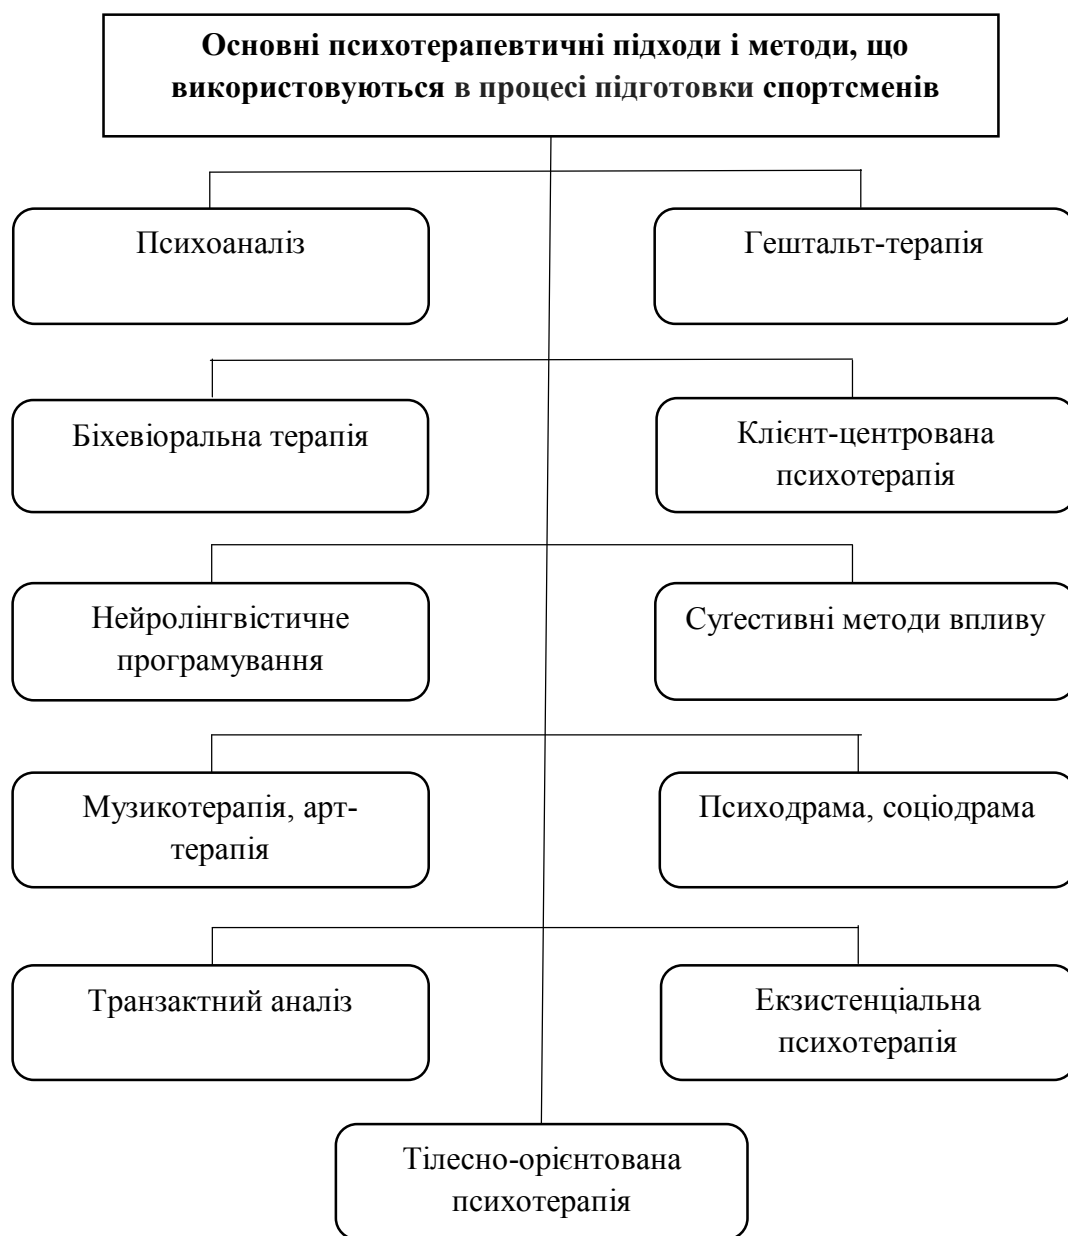 Основні психотерапевтичні підходи і методи, що
використовуються в процесі підготовки спортсменів
Психоаналіз
Гештальт-терапія
Біхевіоральна терапія
Клієнт-центрована
психотерапія
Нейролінгвістичне
програмування
Суґестивні методи впливу
Музикотерапія, арт-
терапія
Психодрама, соціодрама
Транзактний аналіз
Екзистенціальна
психотерапія
Тілесно-орієнтована
психотерапія